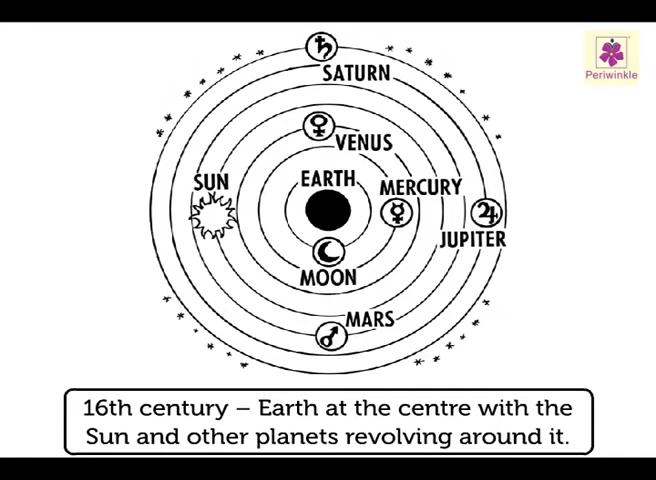 Periwinkle
SATURN
VENUS
SUN
EARTH
MERCURY
JUPITER
MOON
MARS
16th century – Earth at the centre with the
Sun and other planets revolving around it.